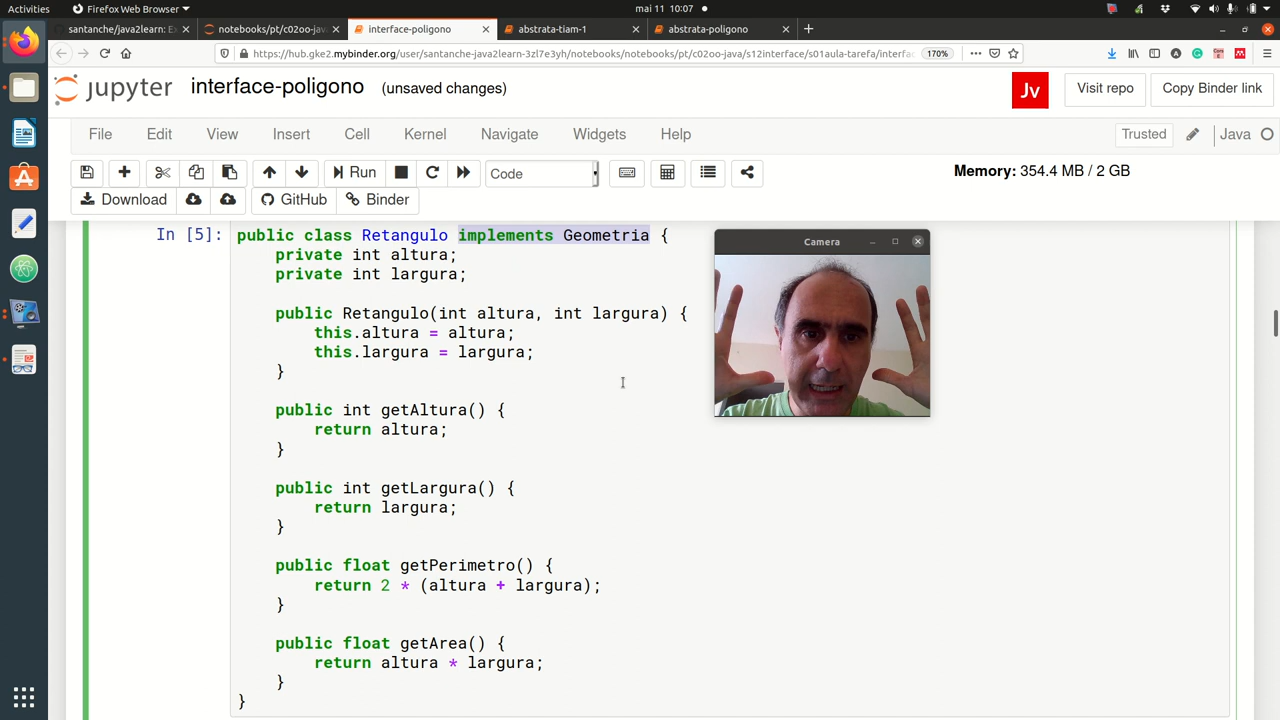 Activities
Firefox Web Browser
mai 11 10:07
santanche/java2learn: Ex
notebooks/pt/c02oo-jav
interface-poligono
abstrata-tiam-1
abstrata-poligono
https://hub.gke2.mybinder.org/user/santanche-java2learn-3zl7e3yh/notebooks/notebooks/pt/c02oo-java/s12interface/s01aula-tarefa/interfa
170%
jupyter
interface-poligono
(unsaved changes)
Jv
Visit repo
Copy Binder link
File
Edit
View
Insert
Cell
Kernel
Navigate
Widgets
Help
Trusted
Java
Run
Code
Memory: 354.4 MB / 2 GB
Download
GitHub
Binder
In [5]:
public class Retangulo implements Geometria {
private int altura;
private int largura;
public Retangulo(int altura, int largura) {
this.altura = altura;
this.largura = largura;
}
public int getAltura() {
return altura;
}
public int getLargura() {
return largura;
}
public float getPerimetro() {
return 2 * (altura + largura);
}
public float getArea() {
return altura * largura;
}
}
Camera